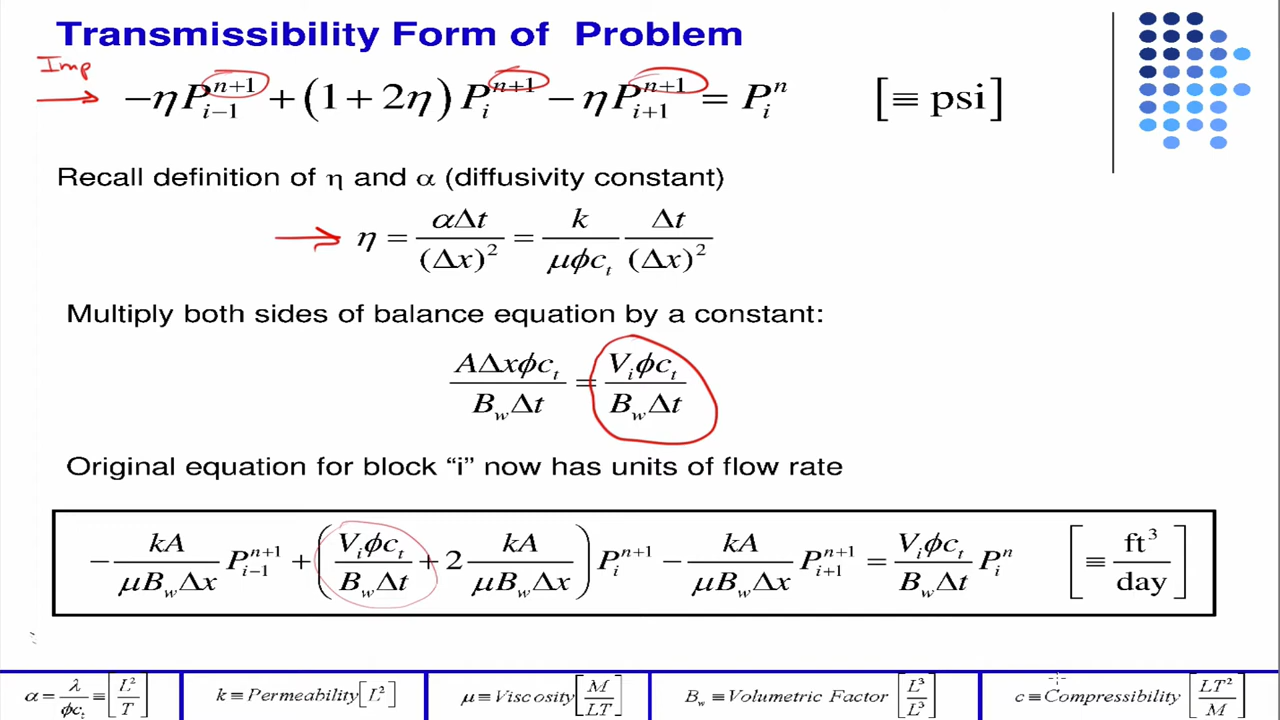 Transmissibility Form of Problem
Imp
−ηP_{i−1}^{n+1} + (1 + 2η) P_i^{n+1} − ηP_{i+1}^{n+1} = P_i^n [≡ psi]
Recall definition of η and α (diffusivity constant)
η = αΔt / (Δx)² = k / μϕc_t Δt / (Δx)²
Multiply both sides of balance equation by a constant:
AΔxϕc_t / B_wΔt = V_iϕc_t / B_wΔt
Original equation for block “i” now has units of flow rate
− kA / μB_wΔx P_{i−1}^{n+1} + ( V_iϕc_t / B_wΔt + 2 kA / μB_wΔx ) P_i^{n+1} − kA / μB_wΔx P_{i+1}^{n+1} = V_iϕc_t / B_wΔt P_i^n [≡ ft³ / day]
α = λ / ϕc_t ≡ [L² / T] k ≡ Permeability[L²] μ ≡ Viscosity[M / LT] B_w ≡ Volumetric Factor [L³ / L³] c ≡ Compressibility [LT² / M]